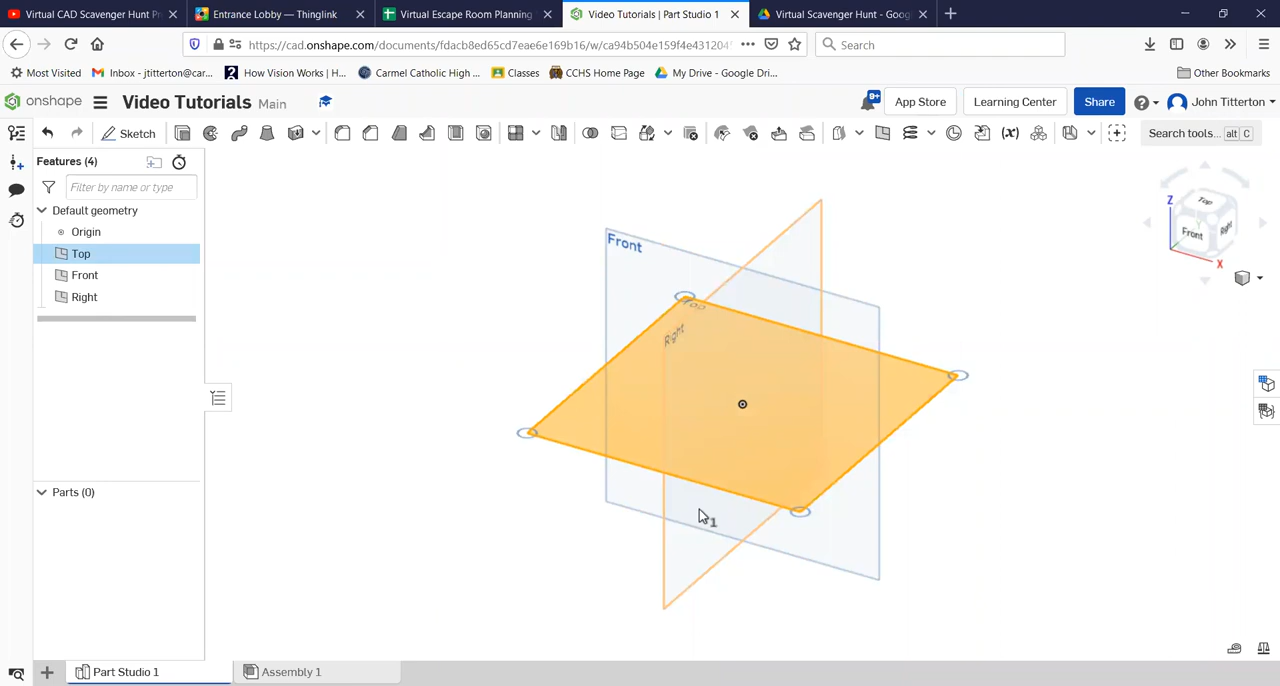 Virtual CAD Scavenger Hunt Pr
Entrance Lobby — Thinglink
Virtual Escape Room Planning
Video Tutorials | Part Studio 1
Virtual Scavenger Hunt - Goog
https://cad.onshape.com/documents/fdacb8ed65cd7eae6e169b16/w/ca94b504e159f4e431204
Search
Most Visited
Inbox - jtitterton@car...
How Vision Works | H...
Carmel Catholic High ...
Classes
CCHS Home Page
My Drive - Google Dri...
Other Bookmarks
onshape
Video Tutorials Main
9+
App Store
Learning Center
Share
John Titterton
Sketch
(x)
Search tools... alt C
Features (4)
Filter by name or type
Default geometry
Origin
Top
Front
Right
Parts (0)
Front
Top
Right
1
Z
Top
Front
Right
X
Part Studio 1
Assembly 1